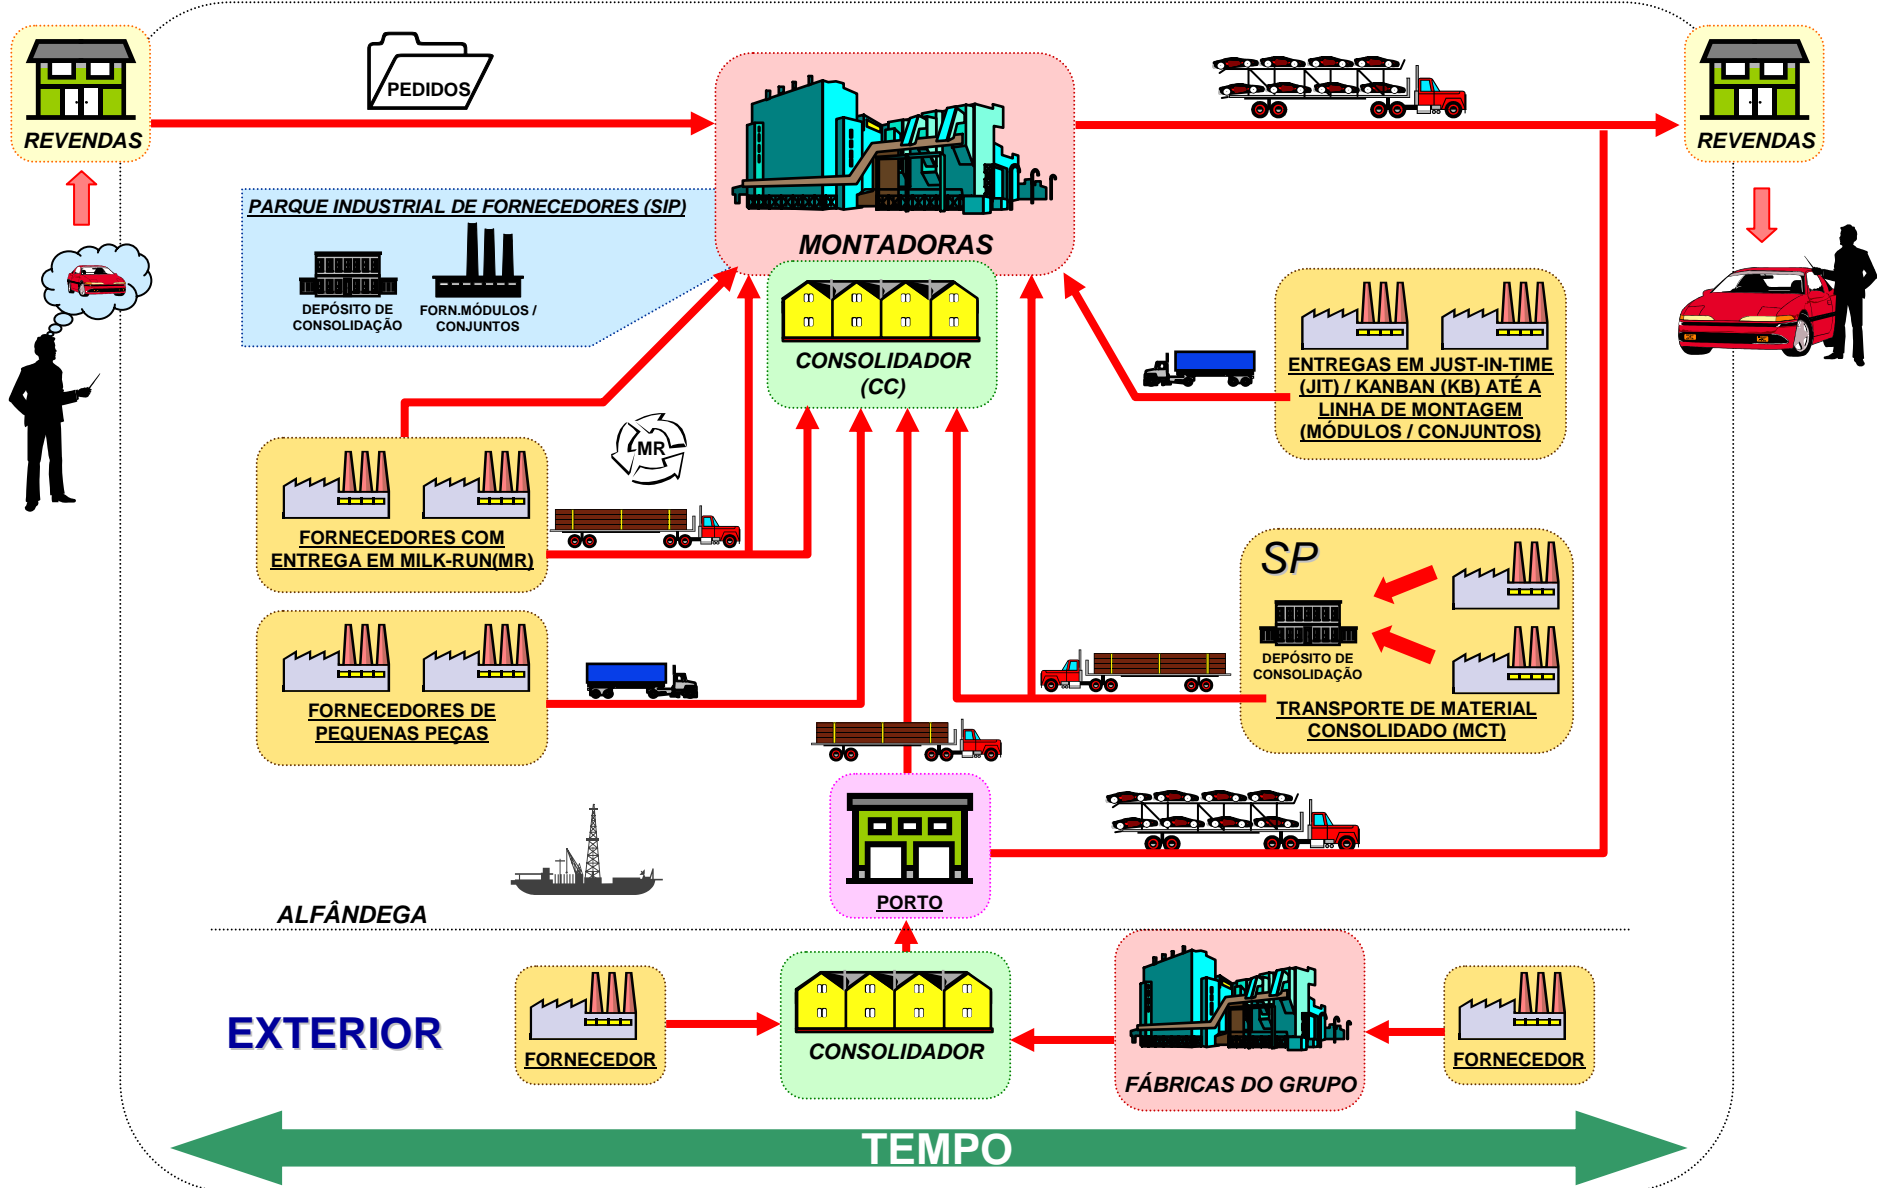 PEDIDOS
REVENDAS
REVENDAS
PARQUE INDUSTRIAL DE FORNECEDORES (SIP)
DEPÓSITO DE
CONSOLIDAÇÃO
FORN.MÓDULOS /
CONJUNTOS
MONTADORAS
CONSOLIDADOR
(CC)
ENTREGAS EM JUST-IN-TIME
(JIT) / KANBAN (KB) ATÉ A
LINHA DE MONTAGEM
(MÓDULOS / CONJUNTOS)
MR
FORNECEDORES COM
ENTREGA EM MILK-RUN(MR)
SP
DEPÓSITO DE
CONSOLIDAÇÃO
TRANSPORTE DE MATERIAL
CONSOLIDADO (MCT)
FORNECEDORES DE
PEQUENAS PEÇAS
PORTO
ALFÂNDEGA
EXTERIOR
FORNECEDOR
CONSOLIDADOR
FÁBRICAS DO GRUPO
FORNECEDOR
TEMPO